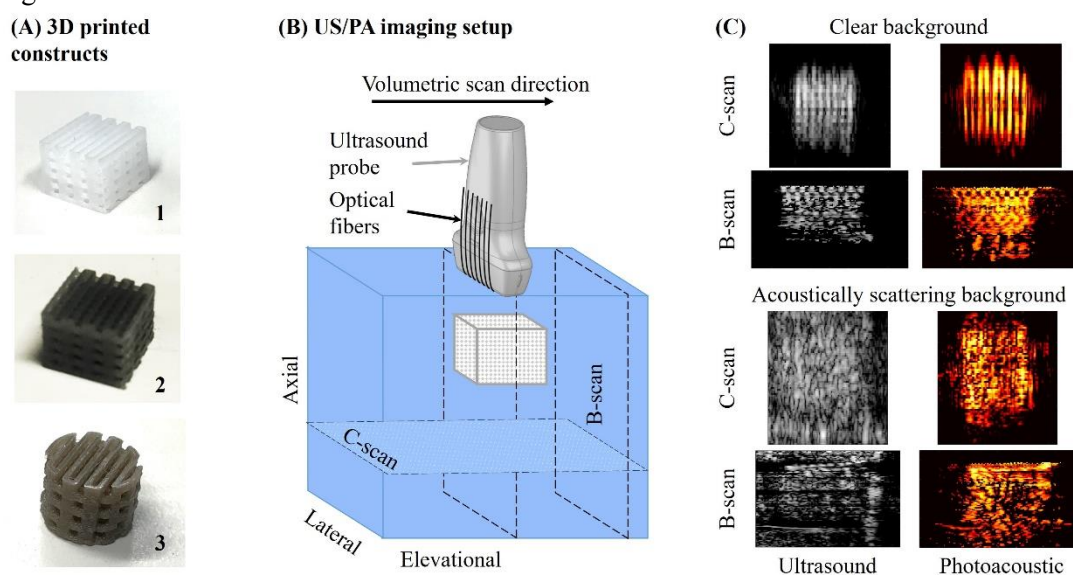 (A) 3D printed
constructs
1
2
3
(B) US/PA imaging setup
Volumetric scan direction
Ultrasound
probe
Optical
fibers
Axial
C-scan
B-scan
Lateral
Elevational
(C)
Clear background
C-scan
B-scan
Acoustically scattering background
C-scan
B-scan
Ultrasound
Photoacoustic